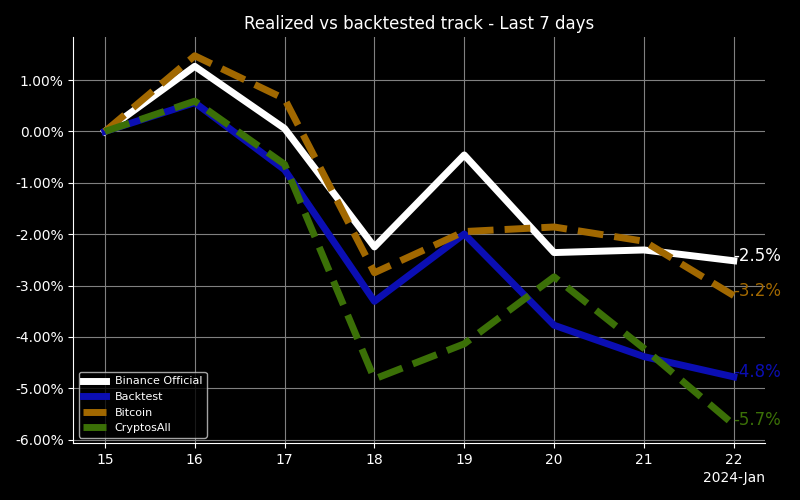 Realized vs backtested track - Last 7 days
1.00%
0.00%
-1.00%
-2.00%
-3.00%
-4.00%
-5.00%
-6.00%
-2.5%
-3.2%
-4.8%
-5.7%
Binance Official
Backtest
Bitcoin
CryptosAll
15 16 17 18 19 20 21 22
2024-Jan